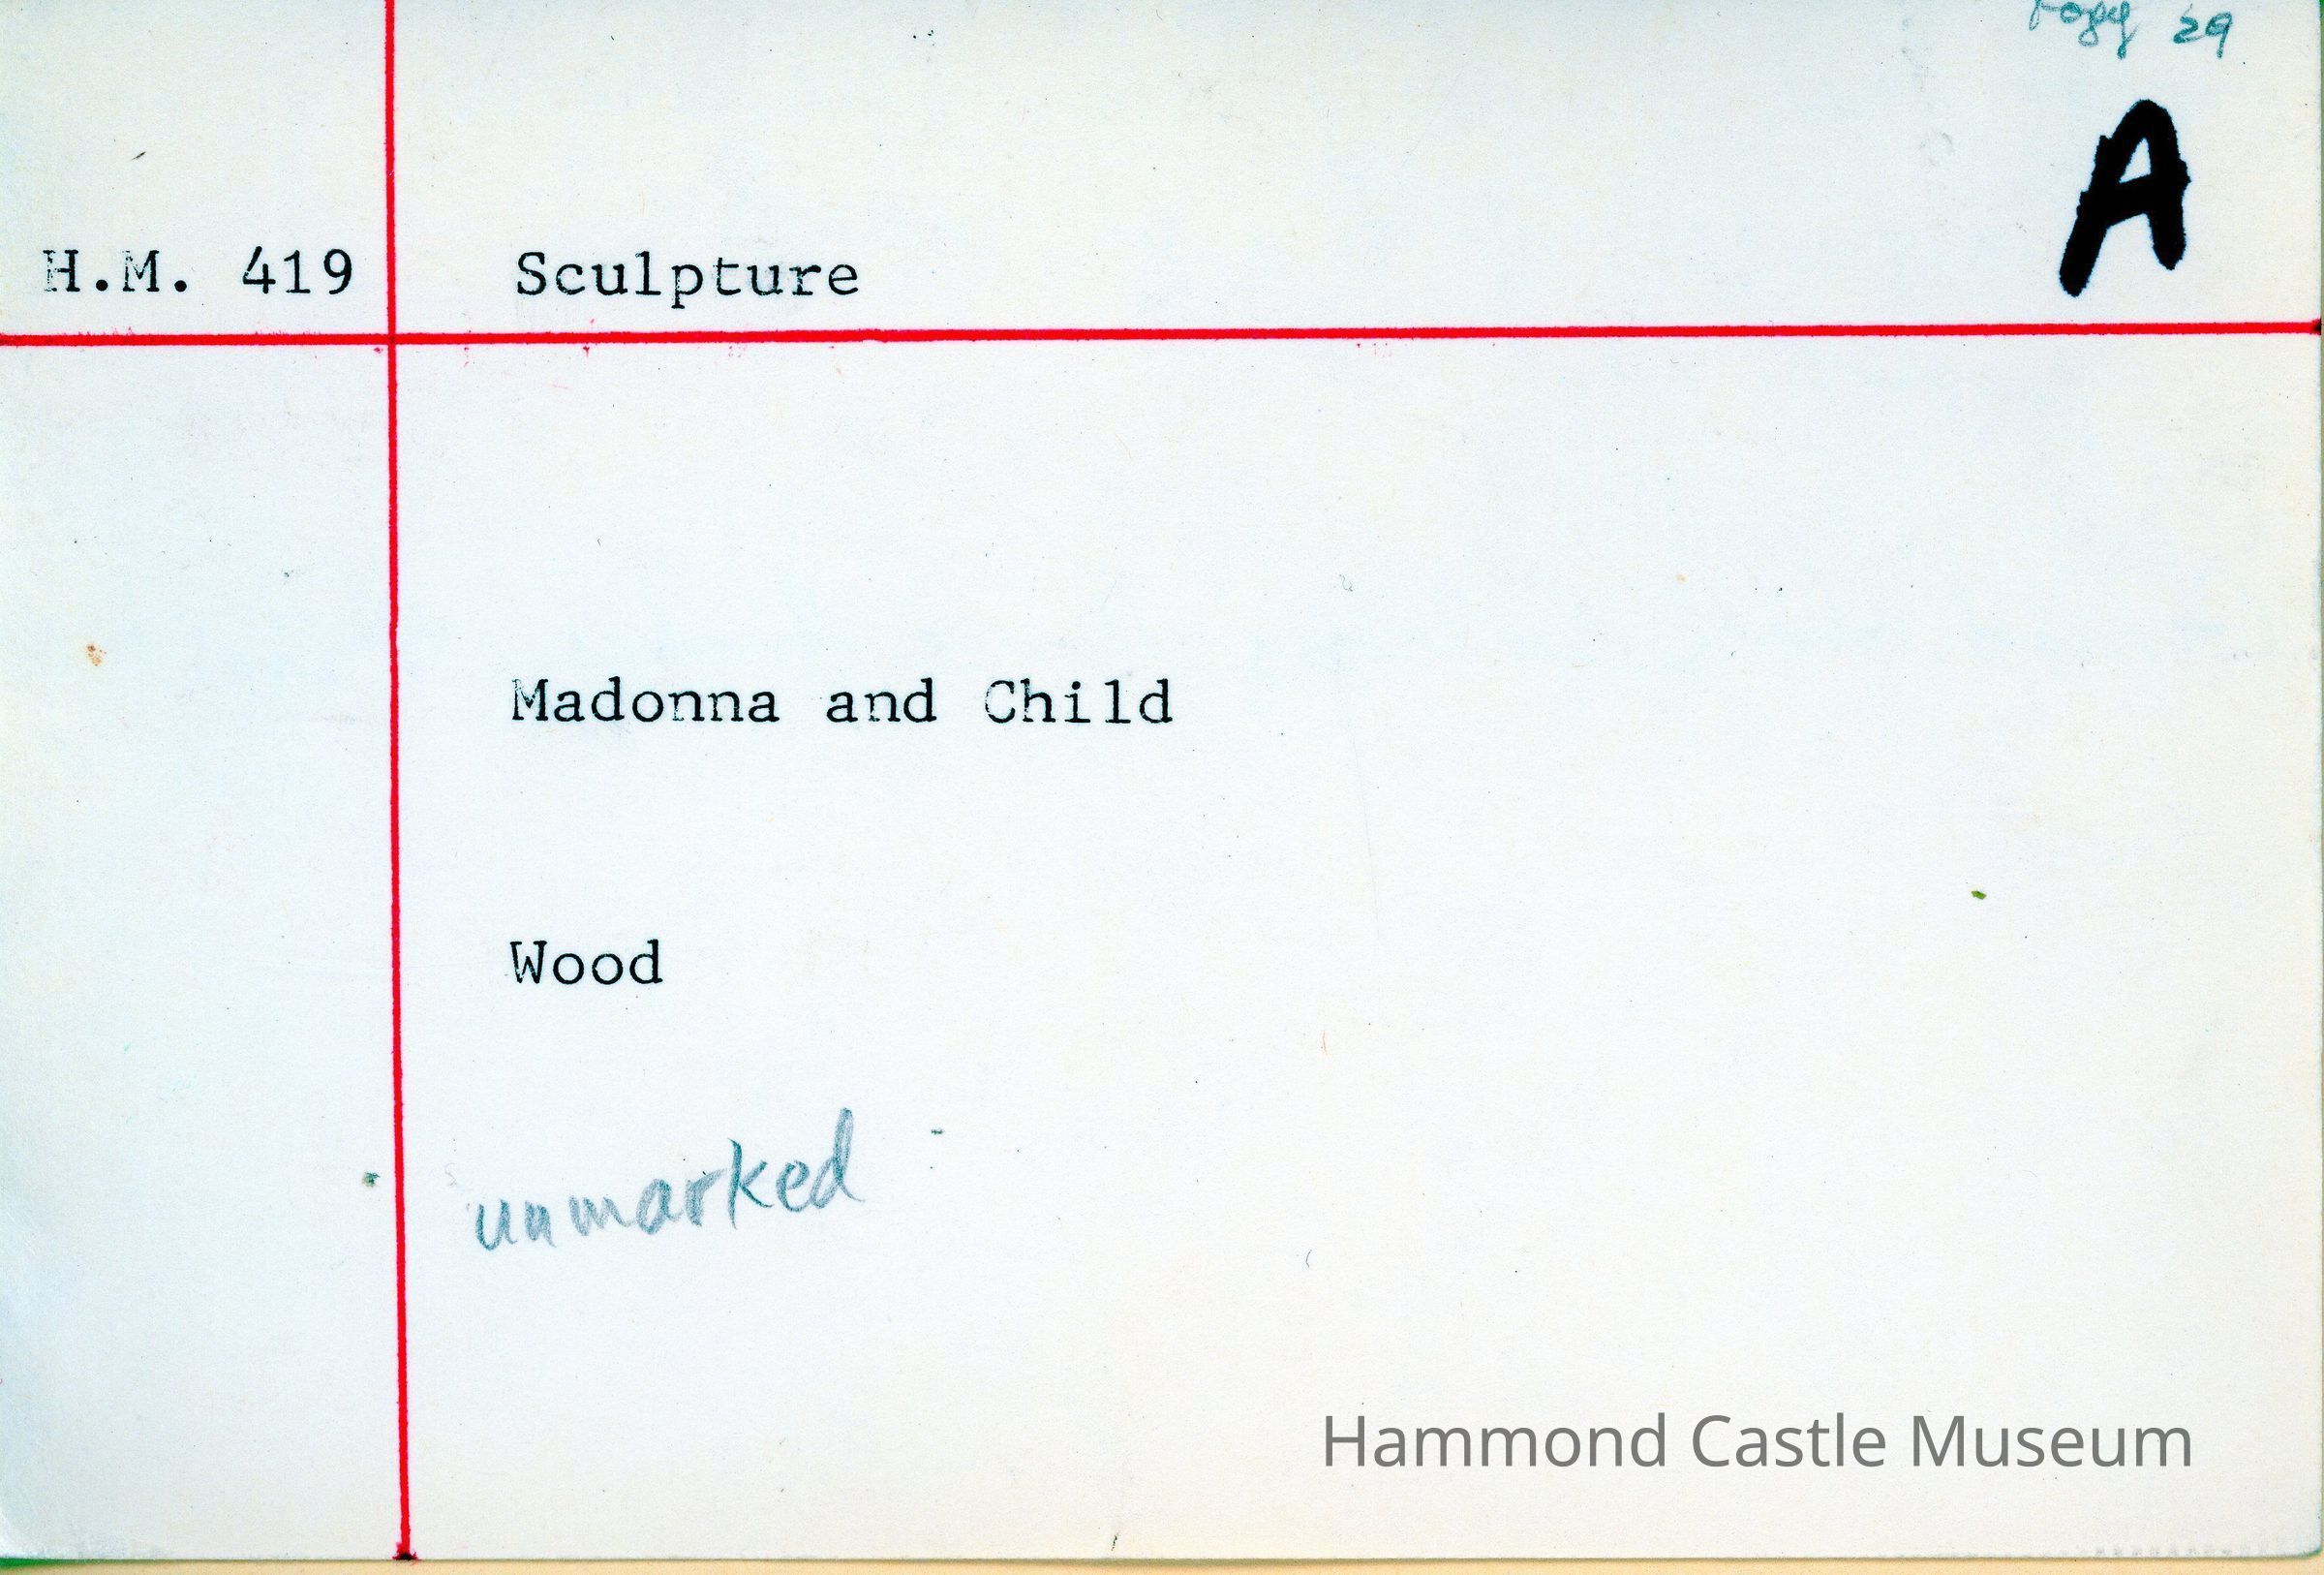 29
A
H.M. 419 Sculpture
Madonna and Child
Wood
unmarked
Hammond Castle Museum